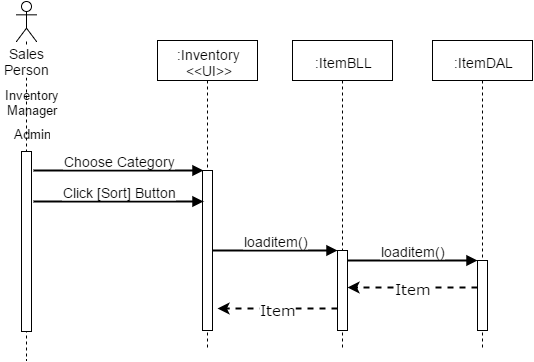 Sales
Person
Inventory
Manager
Admin
:Inventory
<<UI>>
:ItemBLL
:ItemDAL
Choose Category
Click [Sort] Button
loaditem()
loaditem()
Item
Item